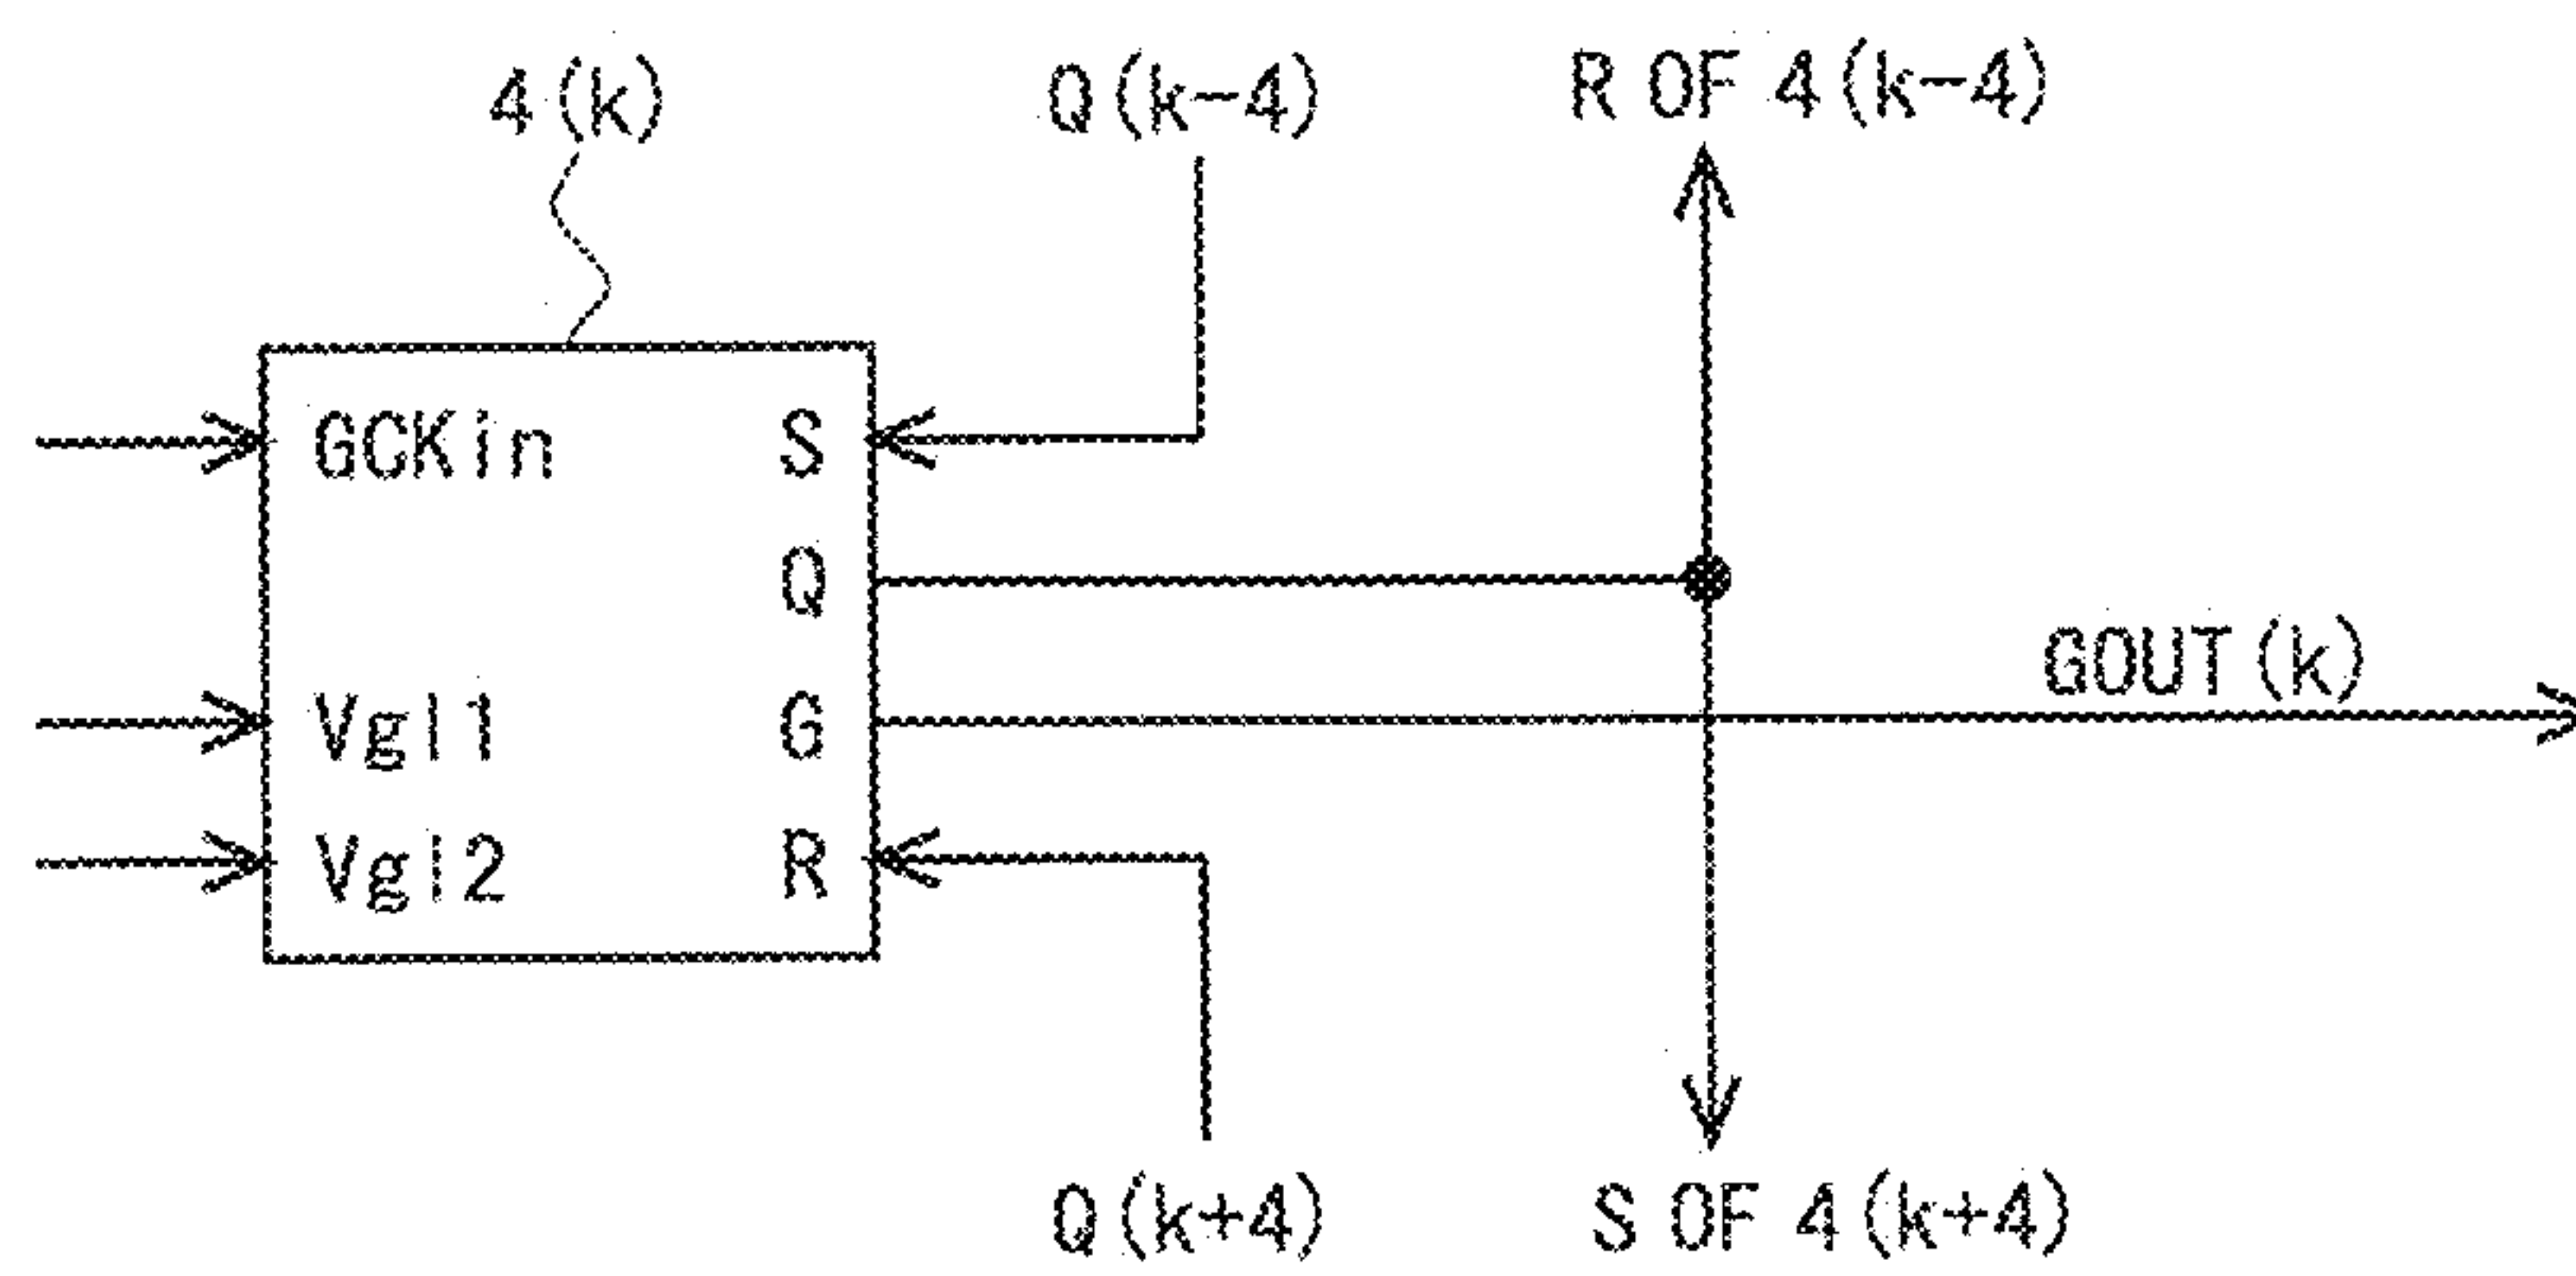 4(k)
Q(k-4)
R OF 4(k-4)
GCKin
S
Q
GOUT(k)
Vgl1
G
Vgl2
R
Q(k+4)
S OF 4(k+4)